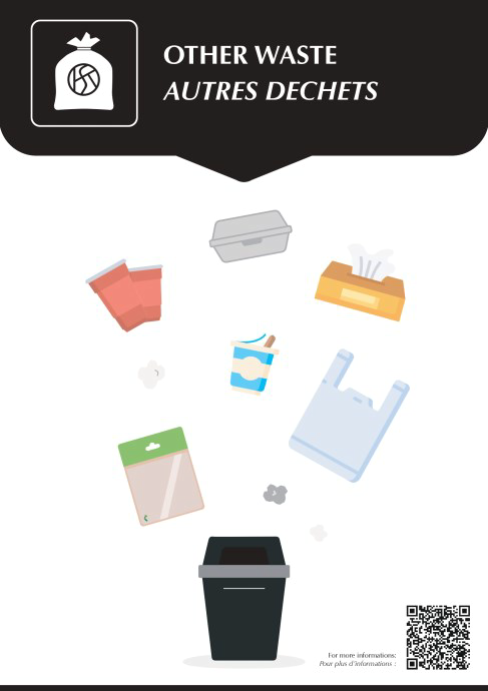 OTHER WASTE
AUTRES DECHETS
For more informations:
Pour plus d'informations :